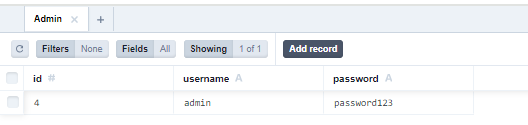 Admin × +
Filters None Fields All Showing 1 of 1 Add record
id # username A password A
4 admin password123